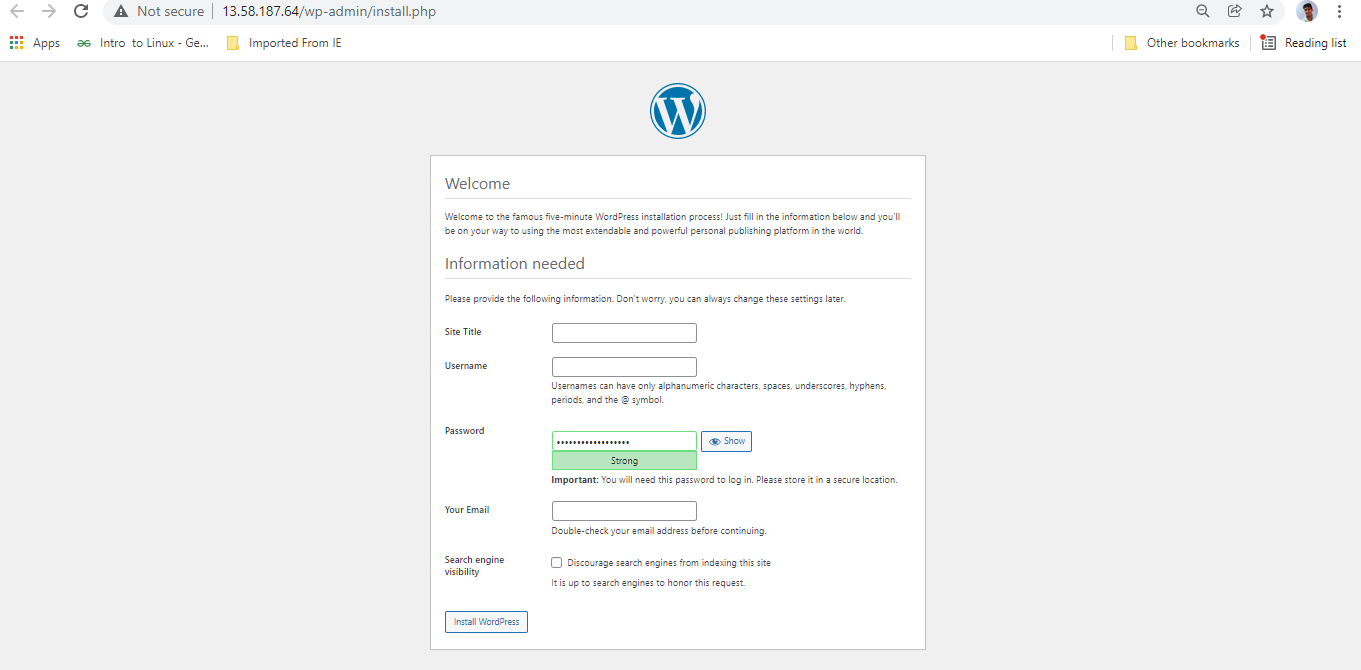 Not secure | 13.58.187.64/wp-admin/install.php
Apps Intro to Linux - Ge... Imported From IE Other bookmarks Reading list
W
Welcome
Welcome to the famous five-minute WordPress installation process! Just fill in the information below and you'll
be on your way to using the most extendable and powerful personal publishing platform in the world.
Information needed
Please provide the following information. Don't worry, you can always change these settings later.
Site Title
Username
Usernames can have only alphanumeric characters, spaces, underscores, hyphens,
periods, and the @ symbol.
Password
•••••••••••••••••• Show
Strong
Important: You will need this password to log in. Please store it in a secure location.
Your Email
Double-check your email address before continuing.
Search engine
visibility
Discourage search engines from indexing this site
It is up to search engines to honor this request.
Install WordPress